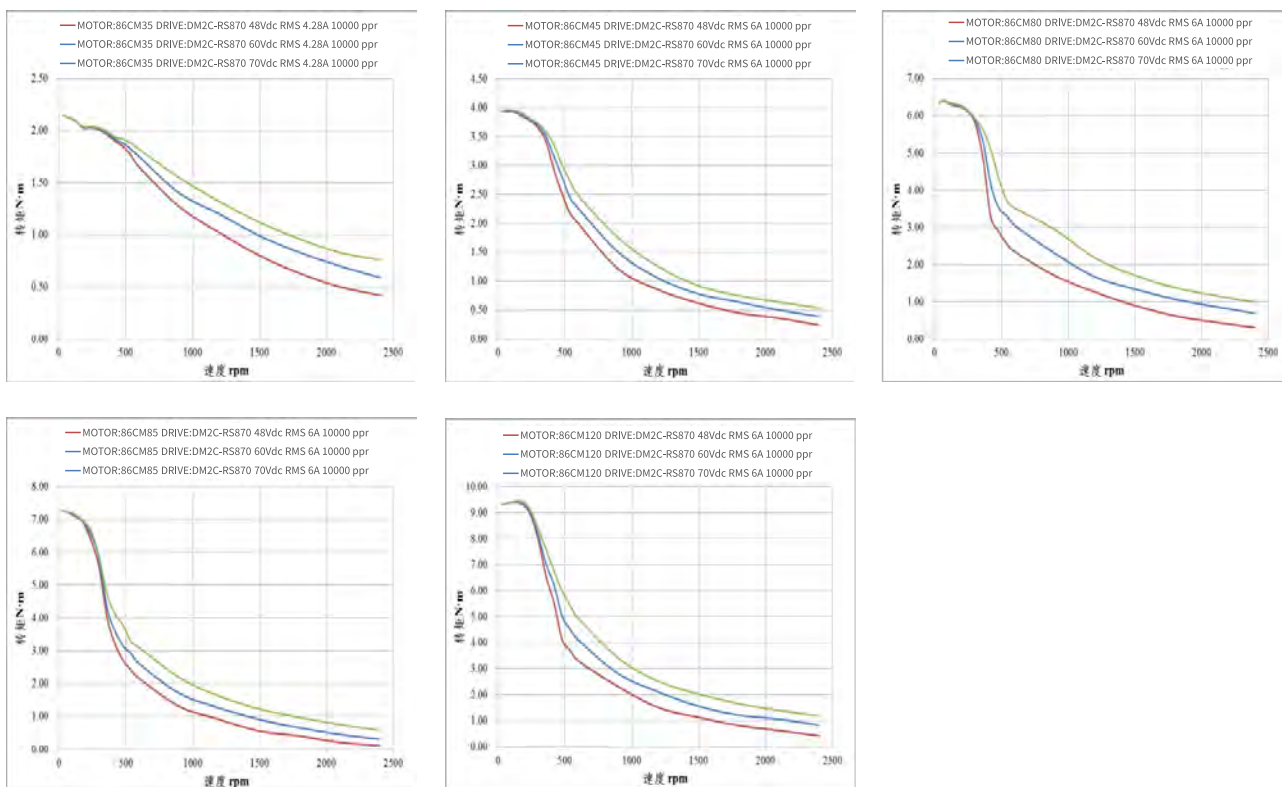 MOTOR:86CM35 DRIVE:DM2C-RS870 48Vdc RMS 4.28A 10000 ppr
MOTOR:86CM35 DRIVE:DM2C-RS870 60Vdc RMS 4.28A 10000 ppr
MOTOR:86CM35 DRIVE:DM2C-RS870 70Vdc RMS 4.28A 10000 ppr
2.50
2.00
1.50
1.00
0.50
0.00
转矩N·m
0 500 1000 1500 2000 2500
速度 rpm
MOTOR:86CM45 DRIVE:DM2C-RS870 48Vdc RMS 6A 10000 ppr
MOTOR:86CM45 DRIVE:DM2C-RS870 60Vdc RMS 6A 10000 ppr
MOTOR:86CM45 DRIVE:DM2C-RS870 70Vdc RMS 6A 10000 ppr
4.50
4.00
3.50
3.00
2.50
2.00
1.50
1.00
0.50
0.00
转矩N·m
0 500 1000 1500 2000 2500
速度 rpm
MOTOR:86CM80 DRIVE:DM2C-RS870 48Vdc RMS 6A 10000 ppr
MOTOR:86CM80 DRIVE:DM2C-RS870 60Vdc RMS 6A 10000 ppr
MOTOR:86CM80 DRIVE:DM2C-RS870 70Vdc RMS 6A 10000 ppr
7.00
6.00
5.00
4.00
3.00
2.00
1.00
0.00
转矩N·m
0 500 1000 1500 2000 2500
速度 rpm
MOTOR:86CM85 DRIVE:DM2C-RS870 48Vdc RMS 6A 10000 ppr
MOTOR:86CM85 DRIVE:DM2C-RS870 60Vdc RMS 6A 10000 ppr
MOTOR:86CM85 DRIVE:DM2C-RS870 70Vdc RMS 6A 10000 ppr
8.00
7.00
6.00
5.00
4.00
3.00
2.00
1.00
0.00
转矩N·m
0 500 1000 1500 2000 2500
速度 rpm
MOTOR:86CM120 DRIVE:DM2C-RS870 48Vdc RMS 6A 10000 ppr
MOTOR:86CM120 DRIVE:DM2C-RS870 60Vdc RMS 6A 10000 ppr
MOTOR:86CM120 DRIVE:DM2C-RS870 70Vdc RMS 6A 10000 ppr
10.00
9.00
8.00
7.00
6.00
5.00
4.00
3.00
2.00
1.00
0.00
转矩N·m
0 500 1000 1500 2000 2500
速度 rpm